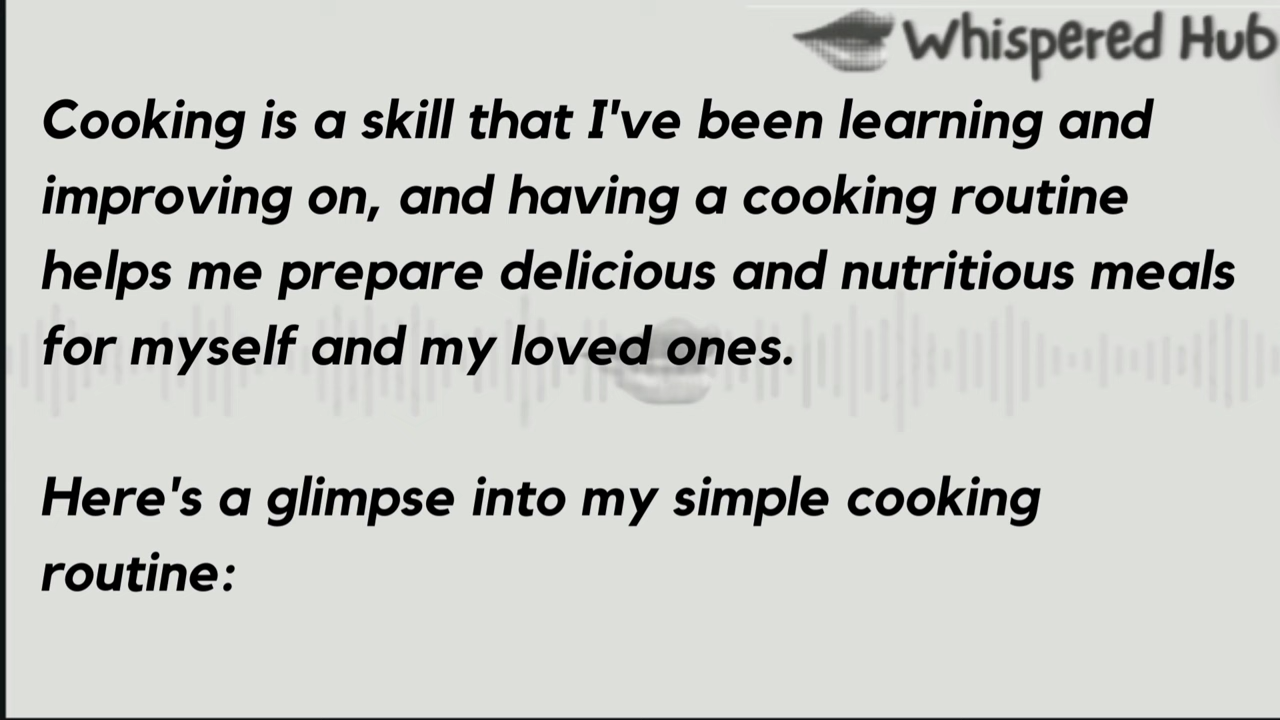 Whispered Hub
Cooking is a skill that I've been learning and
improving on, and having a cooking routine
helps me prepare delicious and nutritious meals
for myself and my loved ones.
Here's a glimpse into my simple cooking
routine: